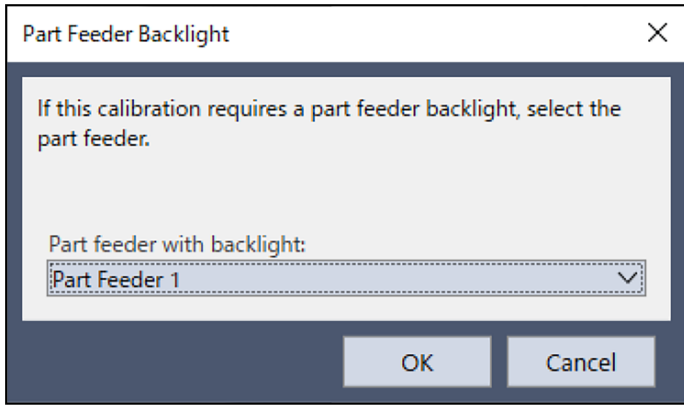 Part Feeder Backlight
If this calibration requires a part feeder backlight, select the
part feeder.
Part feeder with backlight:
Part Feeder 1
OK
Cancel